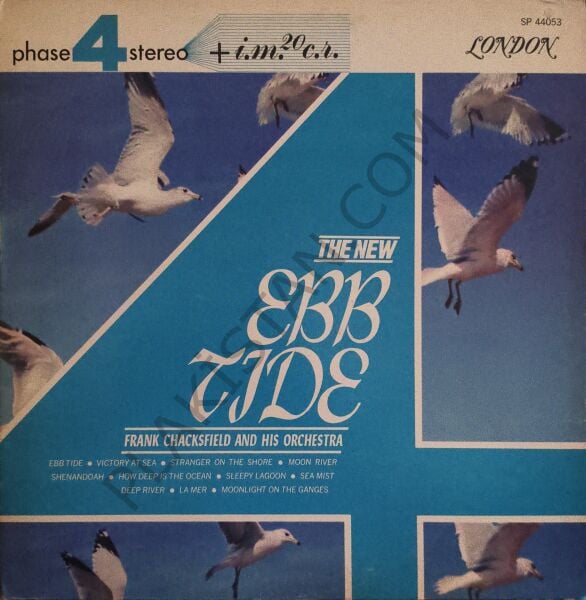 SP 44053
phase 4 stereo + i.m.20 c.r. LONDON
THE NEW
EBB
TIDE
FRANK CHACKSFIELD AND HIS ORCHESTRA
EBB TIDE ● VICTORY AT SEA ● STRANGER ON THE SHORE ● MOON RIVER
SHENANDOAH ● HOW DEEP IS THE OCEAN ● SLEEPY LAGOON ● SEA MIST
DEEP RIVER ● LA MER ● MOONLIGHT ON THE GANGES